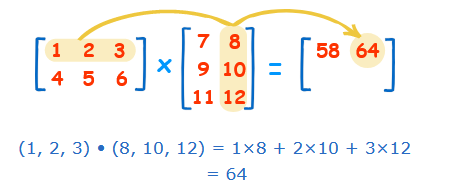 1 2 3 7 8 58 64
4 5 6 × 9 10 =
11 12
(1, 2, 3) • (8, 10, 12) = 1×8 + 2×10 + 3×12
= 64